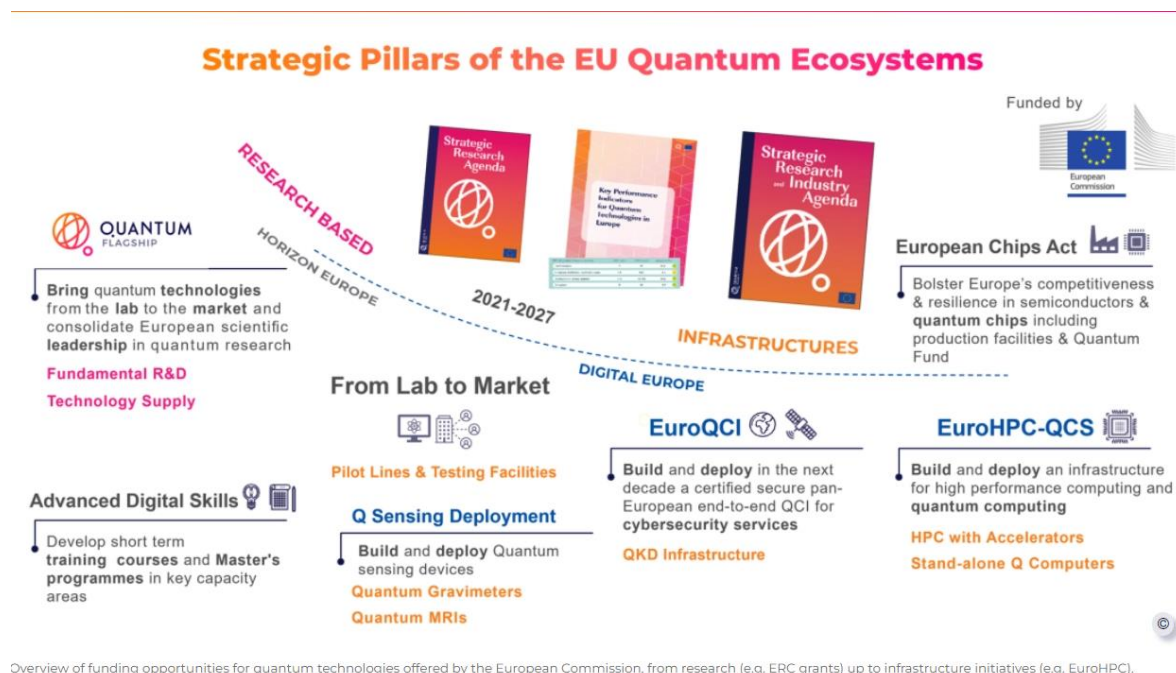 Strategic Pillars of the EU Quantum Ecosystems
Funded by
European
Commission
RESEARCH BASED
HORIZON EUROPE
2021-2027
Strategic
Research
Agenda
Key Performance
Indicators
for Quantum
Technologies in
Europe
Strategic
Research
and Industry
Agenda
INFRASTRUCTURES
DIGITAL EUROPE
QUANTUM
FLAGSHIP
Bring quantum technologies
from the lab to the market and
consolidate European scientific
leadership in quantum research
Fundamental R&D
Technology Supply
Advanced Digital Skills
Develop short term
training courses and Master's
programmes in key capacity
areas
From Lab to Market
Pilot Lines & Testing Facilities
Q Sensing Deployment
Build and deploy Quantum
sensing devices
Quantum Gravimeters
Quantum MRIs
EuroQCI
Build and deploy in the next
decade a certified secure pan-
European end-to-end QCI for
cybersecurity services
QKD Infrastructure
European Chips Act
Bolster Europe's competitiveness
& resilience in semiconductors &
quantum chips including
production facilities & Quantum
Fund
EuroHPC-QCS
Build and deploy an infrastructure
for high performance computing and
quantum computing
HPC with Accelerators
Stand-alone Q Computers
©
Overview of funding opportunities for quantum technologies offered by the European Commission, from research (e.g. ERC grants) up to infrastructure initiatives (e.g. EuroHPC).